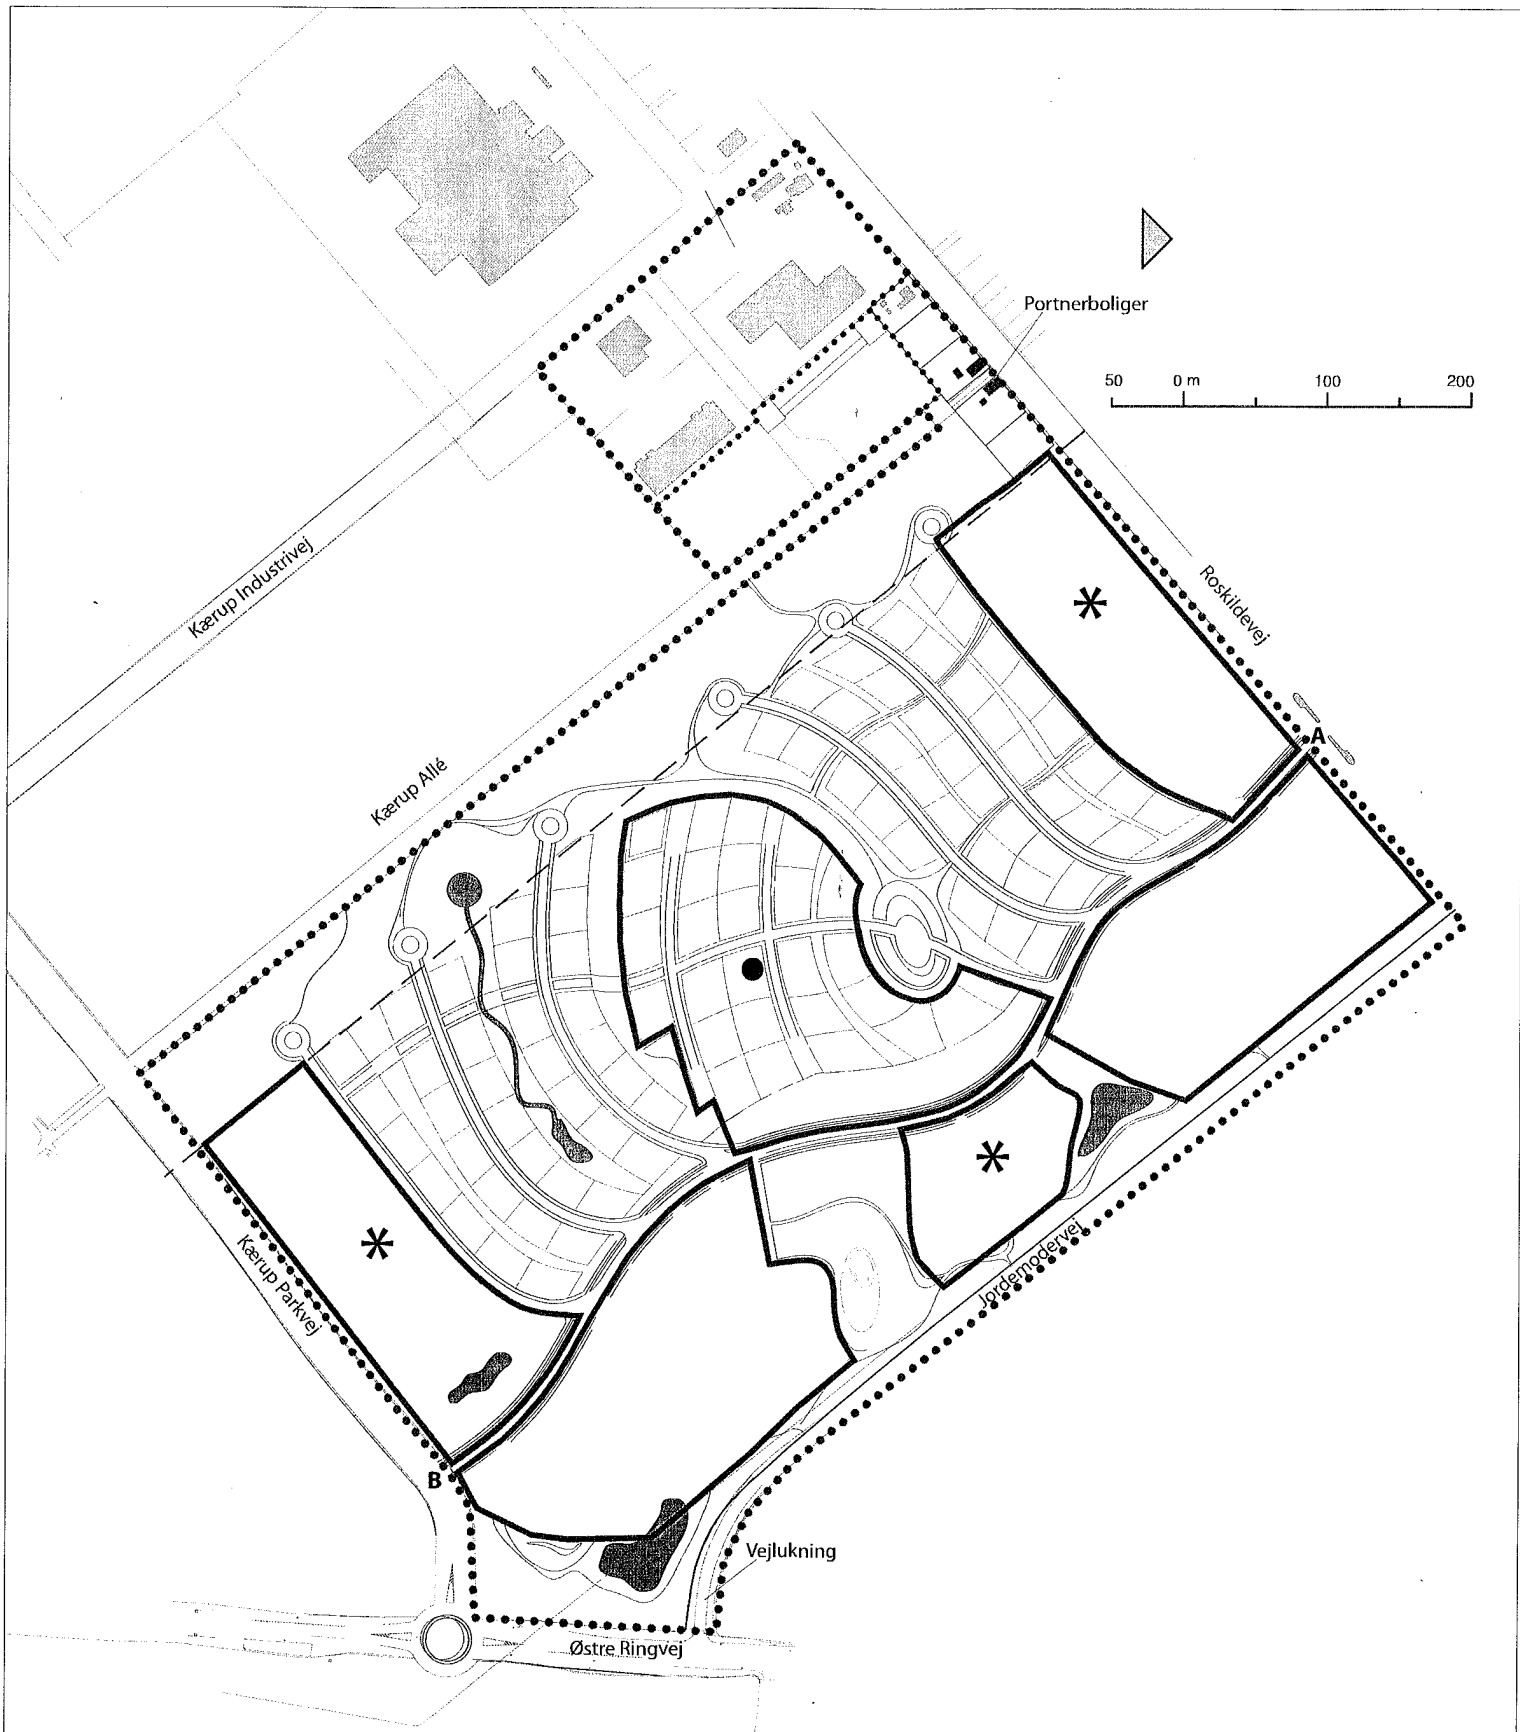 Portnerboliger
50 0 m 100 200
Kærup Industrivej
Roskildevej
A
Kærup Allé
Kærup Parkvej
Jordemodervej
B
Vejlukning
Østre Ringvej